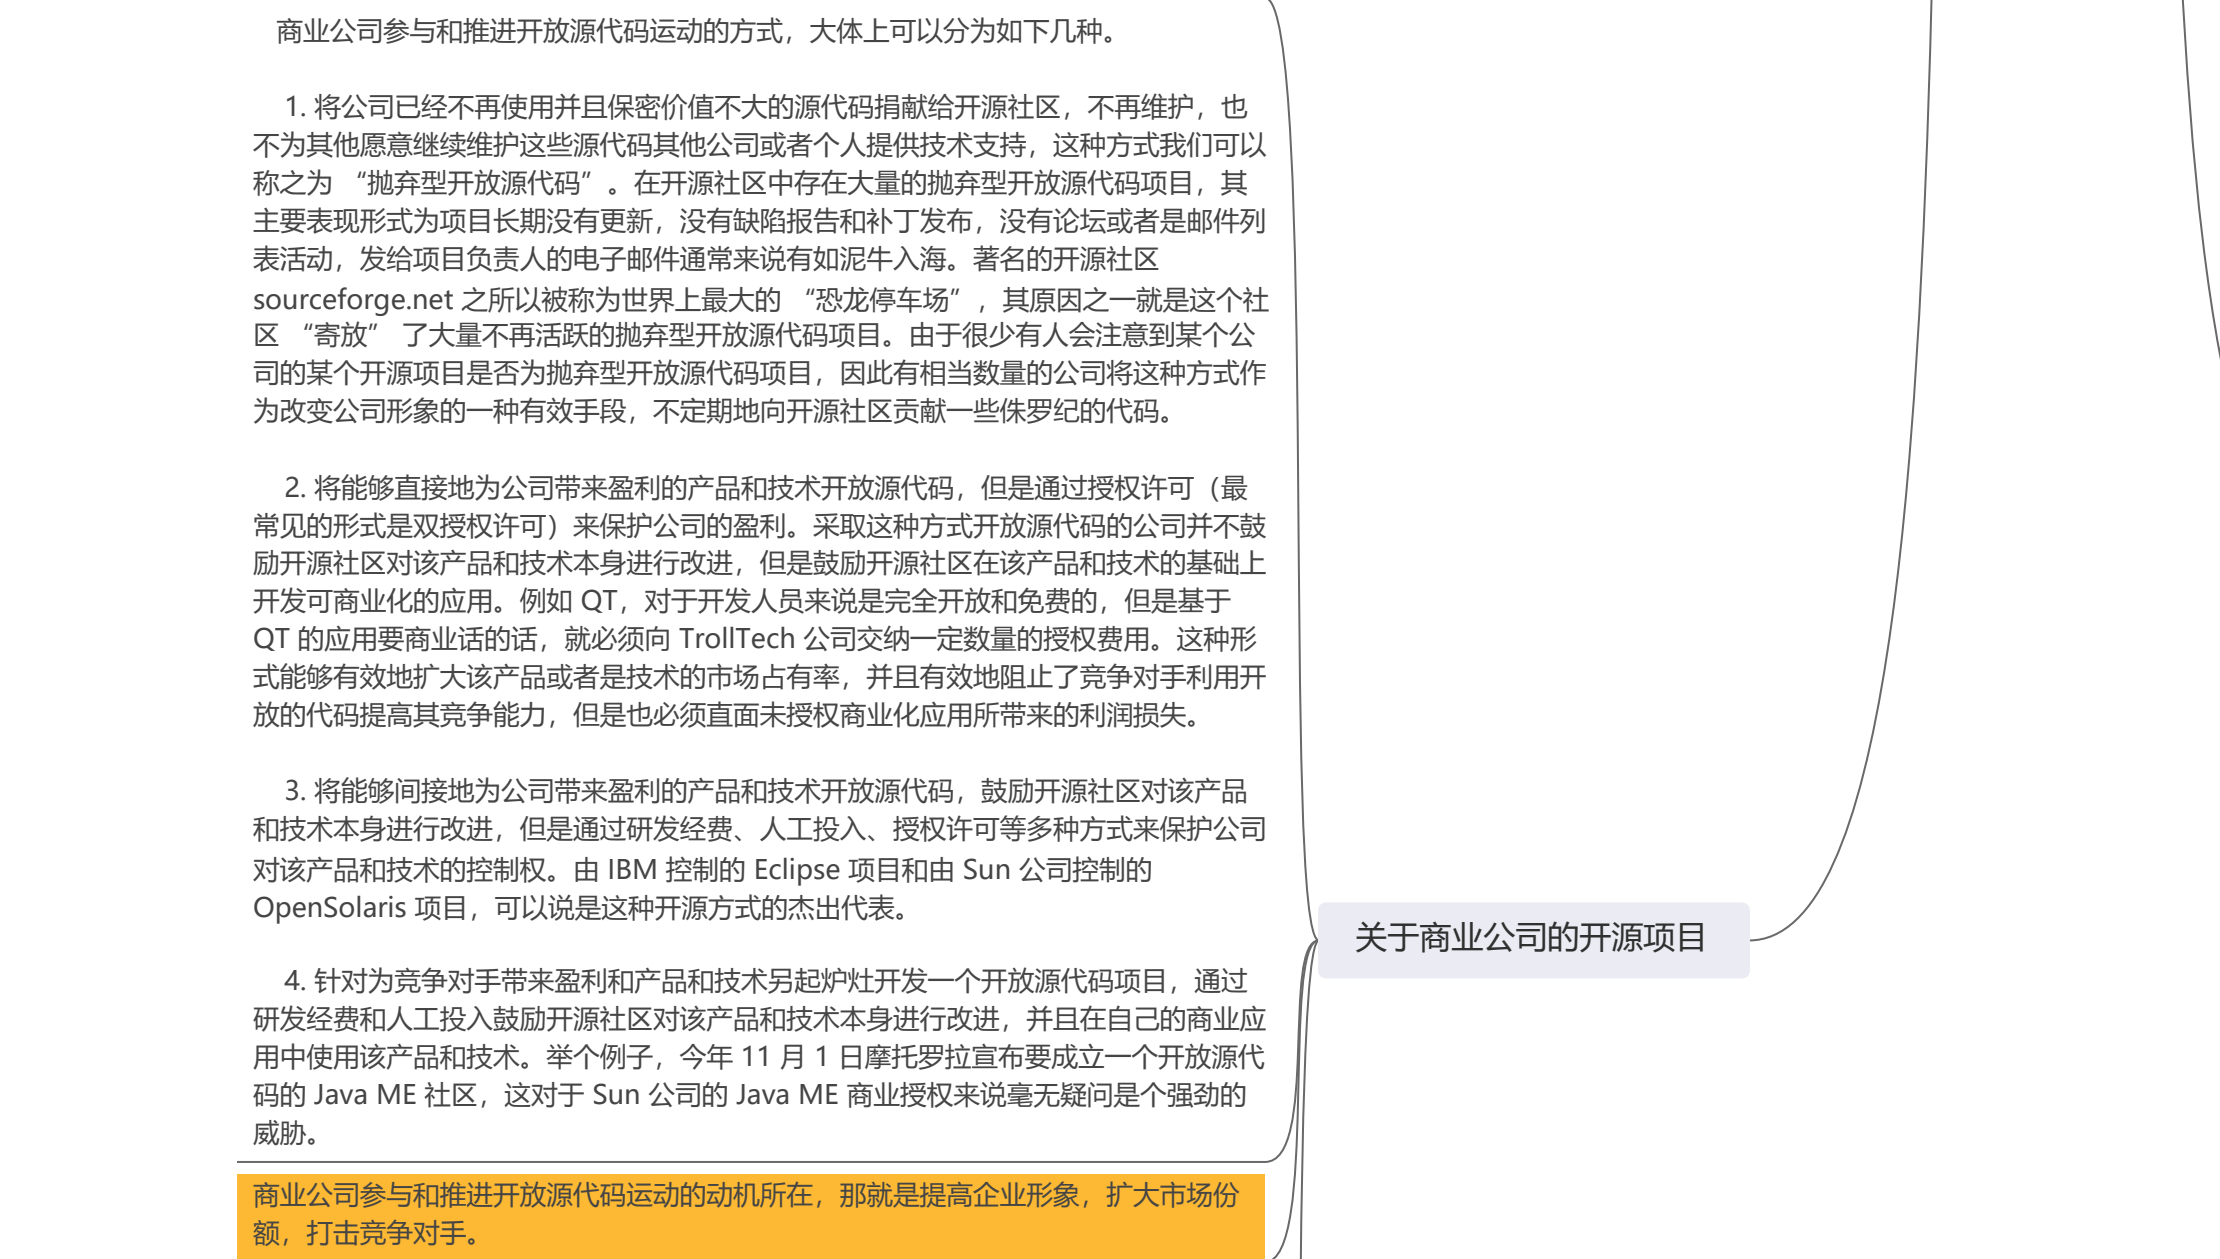 商业公司参与和推进开放源代码运动的方式，大体上可以分为如下几种。
1. 将公司已经不再使用并且保密价值不大的源代码捐献给开源社区，不再维护，也
不为其他愿意继续维护这些源代码其他公司或者个人提供技术支持，这种方式我们可以
称之为 “抛弃型开放源代码” 。在开源社区中存在大量的抛弃型开放源代码项目，其
主要表现形式为项目长期没有更新，没有缺陷报告和补丁发布，没有论坛或者是邮件列
表活动，发给项目负责人的电子邮件通常来说有如泥牛入海。著名的开源社区
sourceforge.net 之所以被称为世界上最大的 “恐龙停车场” ，其原因之一就是这个社
区 “寄放” 了大量不再活跃的抛弃型开放源代码项目。由于很少有人会注意到某个公
司的某个开源项目是否为抛弃型开放源代码项目，因此有相当数量的公司将这种方式作
为改变公司形象的一种有效手段，不定期地向开源社区贡献一些侏罗纪的代码。
2. 将能够直接地为公司带来盈利的产品和技术开放源代码，但是通过授权许可（最
常见的形式是双授权许可）来保护公司的盈利。采取这种方式开放源代码的公司并不鼓
励开源社区对该产品和技术本身进行改进，但是鼓励开源社区在该产品和技术的基础上
开发可商业化的应用。例如 QT，对于开发人员来说是完全开放和免费的，但是基于
QT 的应用要商业话的话，就必须向 TrollTech 公司交纳一定数量的授权费用。这种形
式能够有效地扩大该产品或者是技术的市场占有率，并且有效地阻止了竞争对手利用开
放的代码提高其竞争能力，但是也必须直面未授权商业化应用所带来的利润损失。
3. 将能够间接地为公司带来盈利的产品和技术开放源代码，鼓励开源社区对该产品
和技术本身进行改进，但是通过研发经费、人工投入、授权许可等多种方式来保护公司
对该产品和技术的控制权。由 IBM 控制的 Eclipse 项目和由 Sun 公司控制的
OpenSolaris 项目，可以说是这种开源方式的杰出代表。
4. 针对为竞争对手带来盈利和产品和技术另起炉灶开发一个开放源代码项目，通过
研发经费和人工投入鼓励开源社区对该产品和技术本身进行改进，并且在自己的商业应
用中使用该产品和技术。举个例子，今年 11 月 1 日摩托罗拉宣布要成立一个开放源代
码的 Java ME 社区，这对于 Sun 公司的 Java ME 商业授权来说毫无疑问是个强劲的
威胁。
商业公司参与和推进开放源代码运动的动机所在，那就是提高企业形象，扩大市场份
额，打击竞争对手。
关于商业公司的开源项目